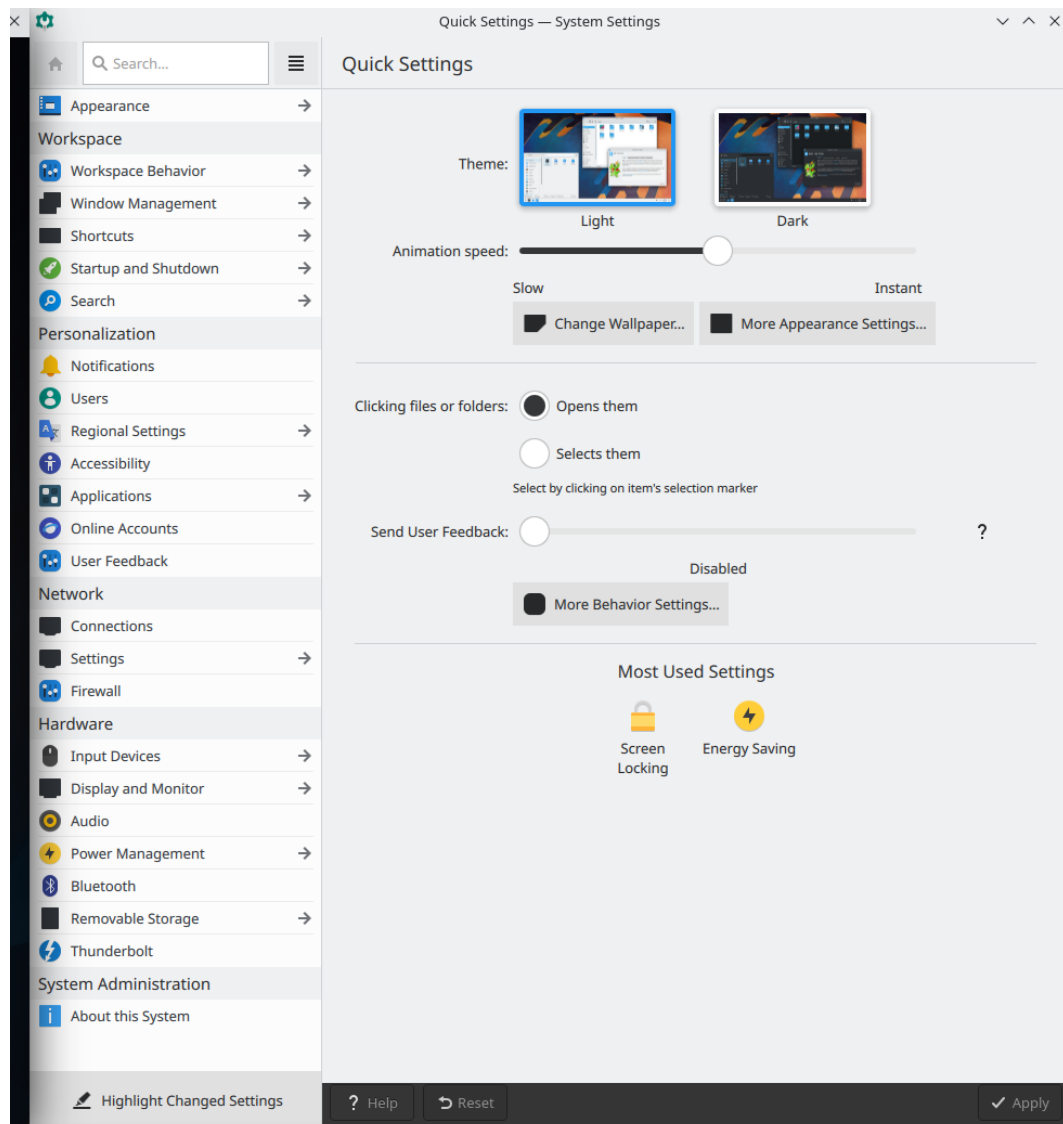 Quick Settings — System Settings
Search...
Quick Settings
Appearance
Workspace
Workspace Behavior
Window Management
Shortcuts
Startup and Shutdown
Search
Personalization
Notifications
Users
Regional Settings
Accessibility
Applications
Online Accounts
User Feedback
Network
Connections
Settings
Firewall
Hardware
Input Devices
Display and Monitor
Audio
Power Management
Bluetooth
Removable Storage
Thunderbolt
System Administration
About this System
Highlight Changed Settings
Theme:
Light Dark
Animation speed:
Slow Instant
Change Wallpaper... More Appearance Settings...
Clicking files or folders: Opens them
Selects them
Select by clicking on item's selection marker
Send User Feedback: ?
Disabled
More Behavior Settings...
Most Used Settings
Screen
Locking
Energy Saving
? Help Reset Apply